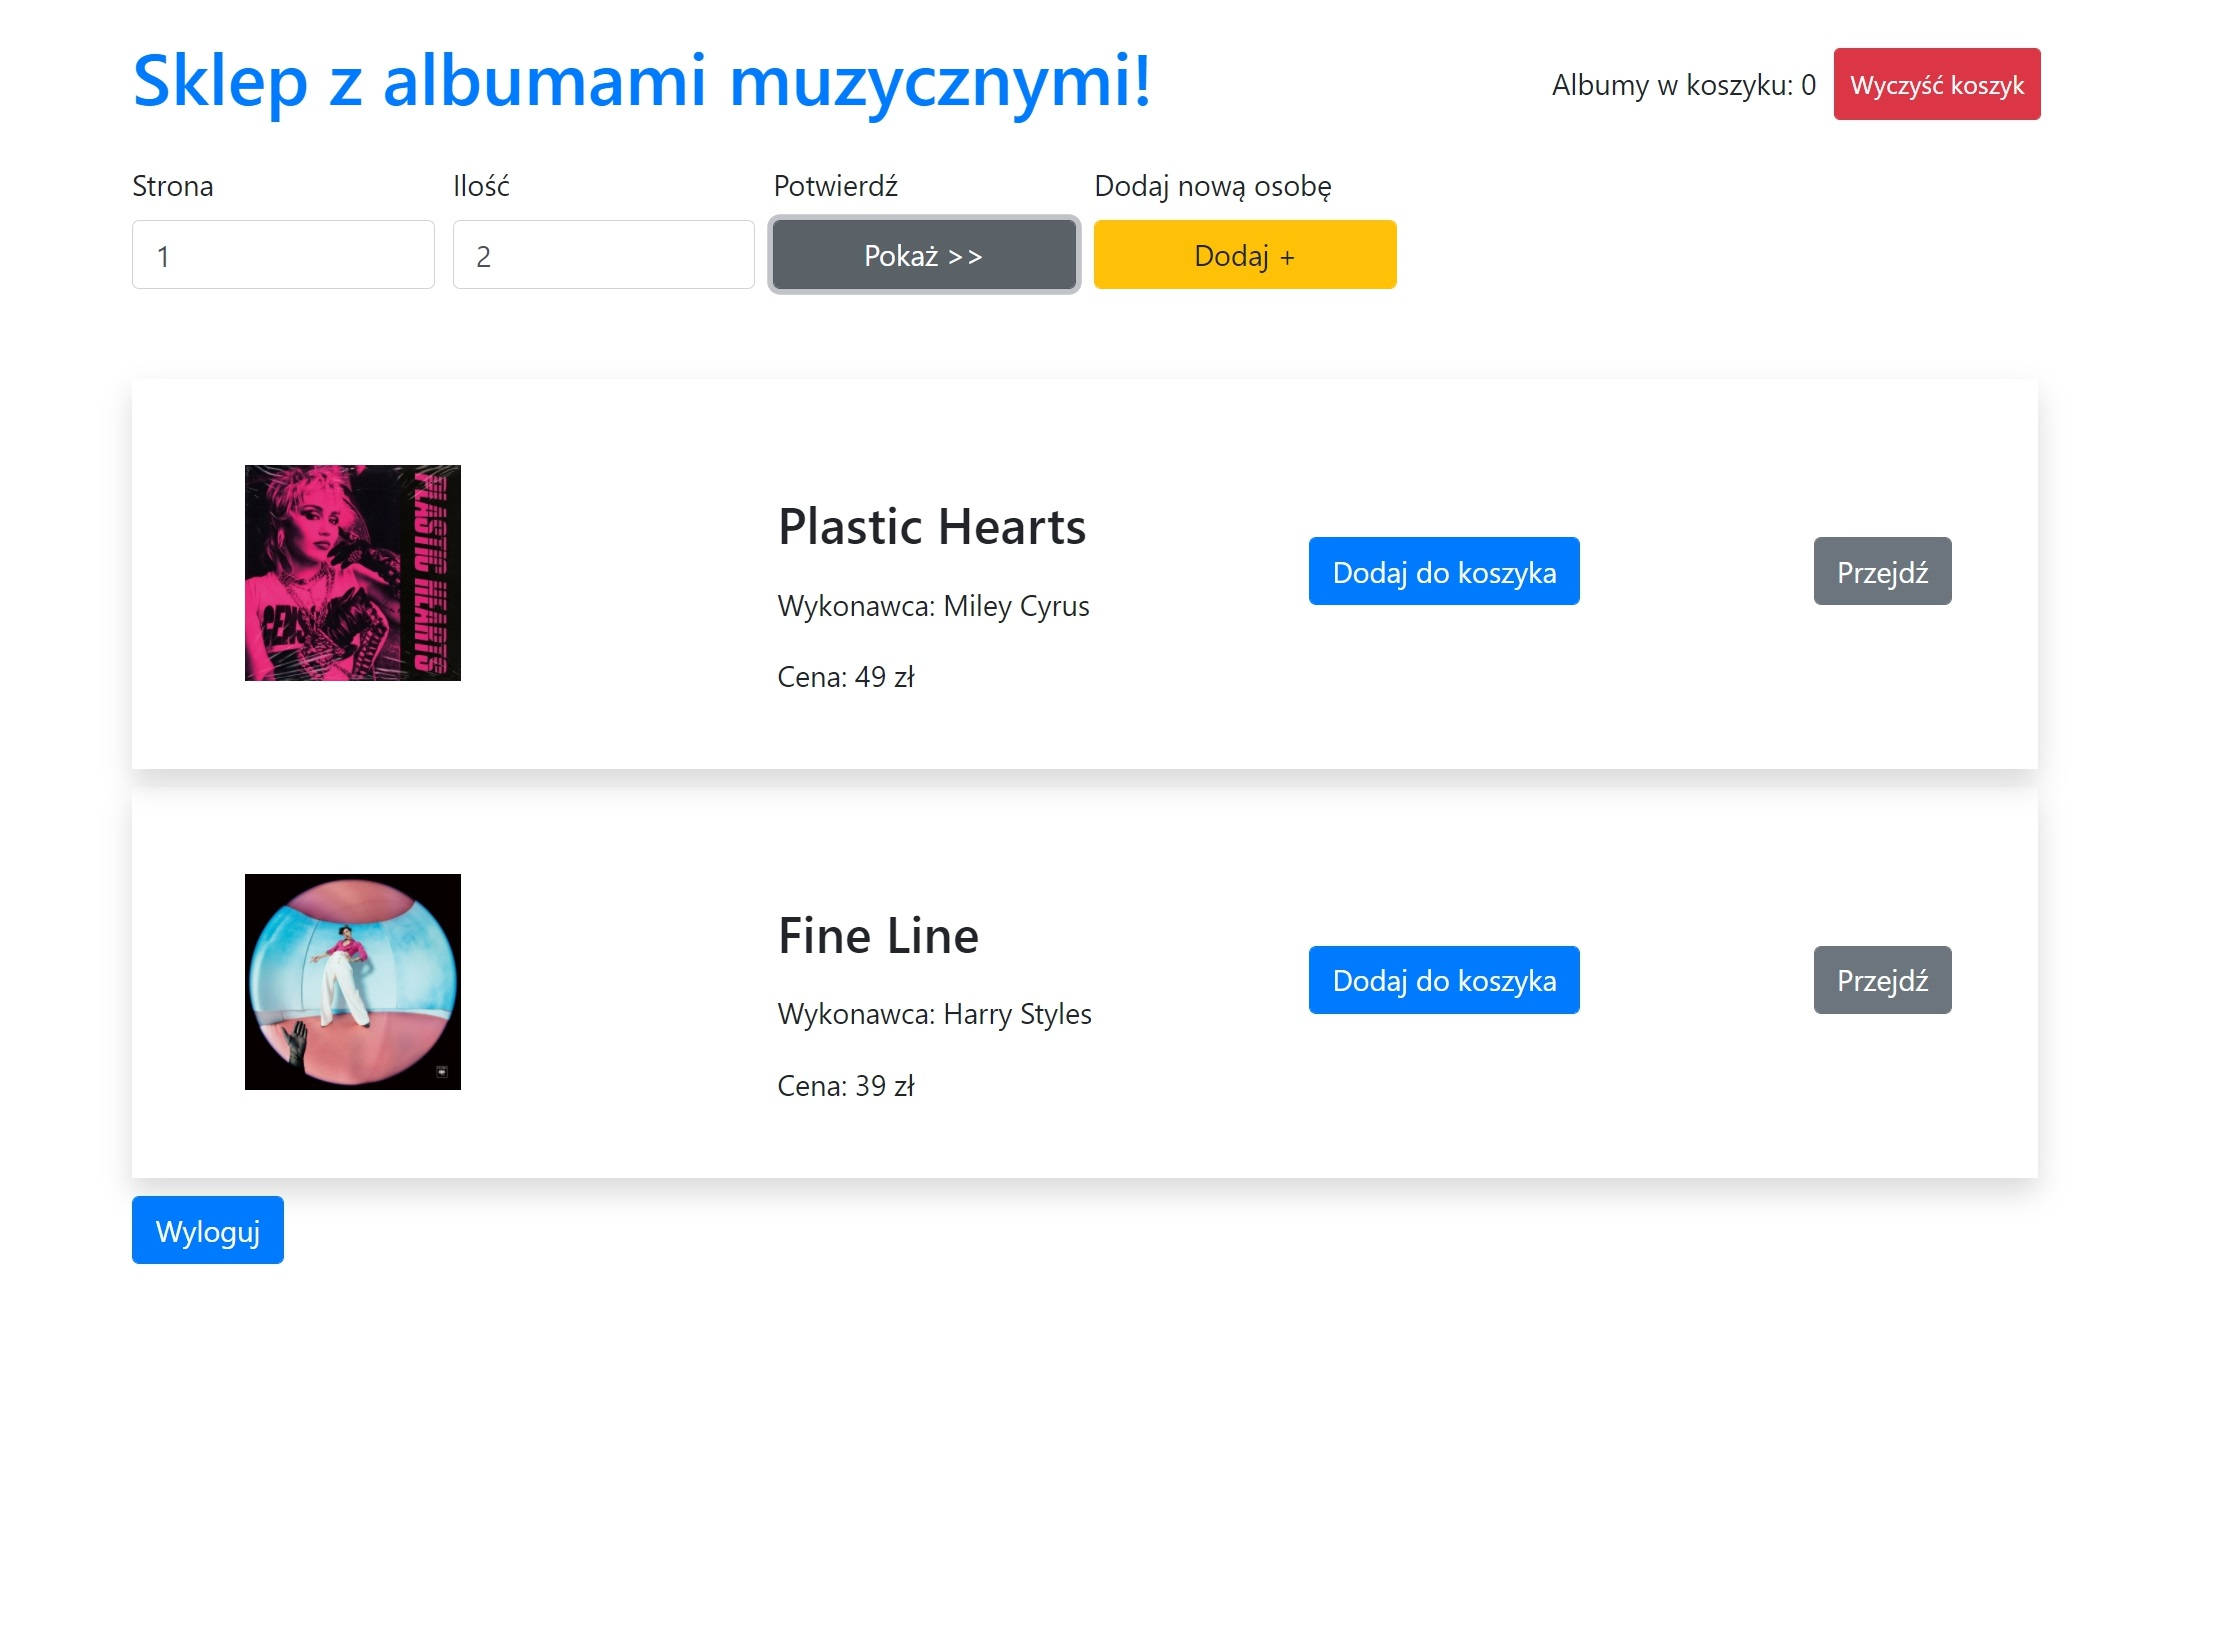 Sklep z albumami muzycznymi!
Albumy w koszyku: 0
Wyczyść koszyk
Strona
Ilość
Potwierdź
Dodaj nową osobę
1
2
Pokaż >>
Dodaj +
PLASTIC HEARTS
Plastic Hearts
Wykonawca: Miley Cyrus
Cena: 49 zł
Dodaj do koszyka
Przejdź
Fine Line
Wykonawca: Harry Styles
Cena: 39 zł
Dodaj do koszyka
Przejdź
Wyloguj